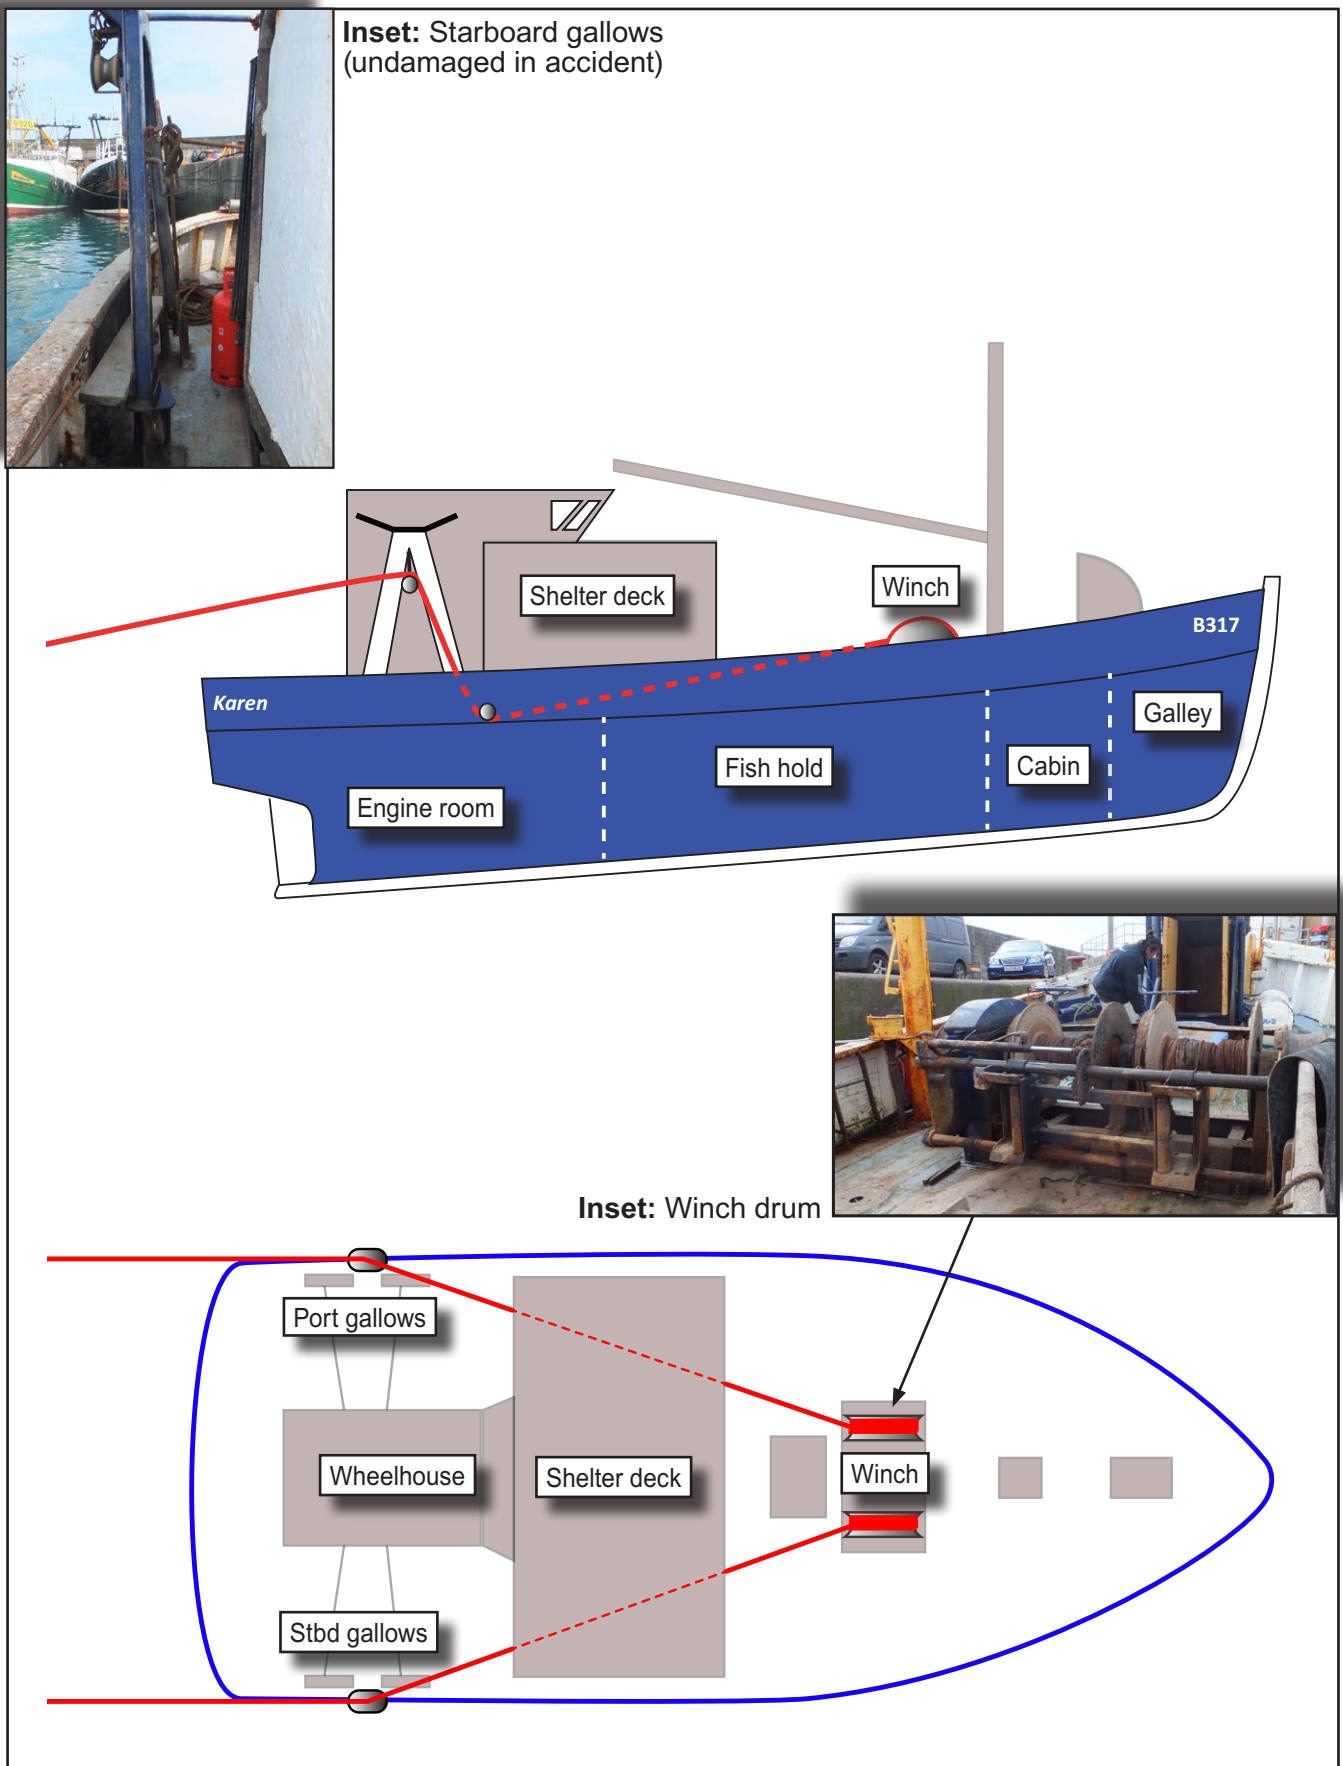 Inset: Starboard gallows
(undamaged in accident)
Shelter deck
Winch
B317
Karen
Galley
Fish hold
Cabin
Engine room
Inset: Winch drum
Port gallows
Wheelhouse
Shelter deck
Winch
Stbd gallows